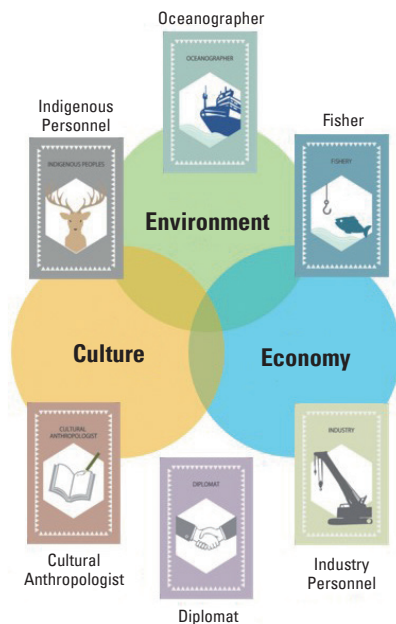 Oceanographer
OCEANOGRAPHER
Indigenous
Personnel
INDIGENOUS PEOPLES
Fisher
FISHERY
Environment
Culture
Economy
CULTURAL
ANTHROPOLOGIST
Cultural
Anthropologist
DIPLOMAT
Diplomat
INDUSTRY
Industry
Personnel